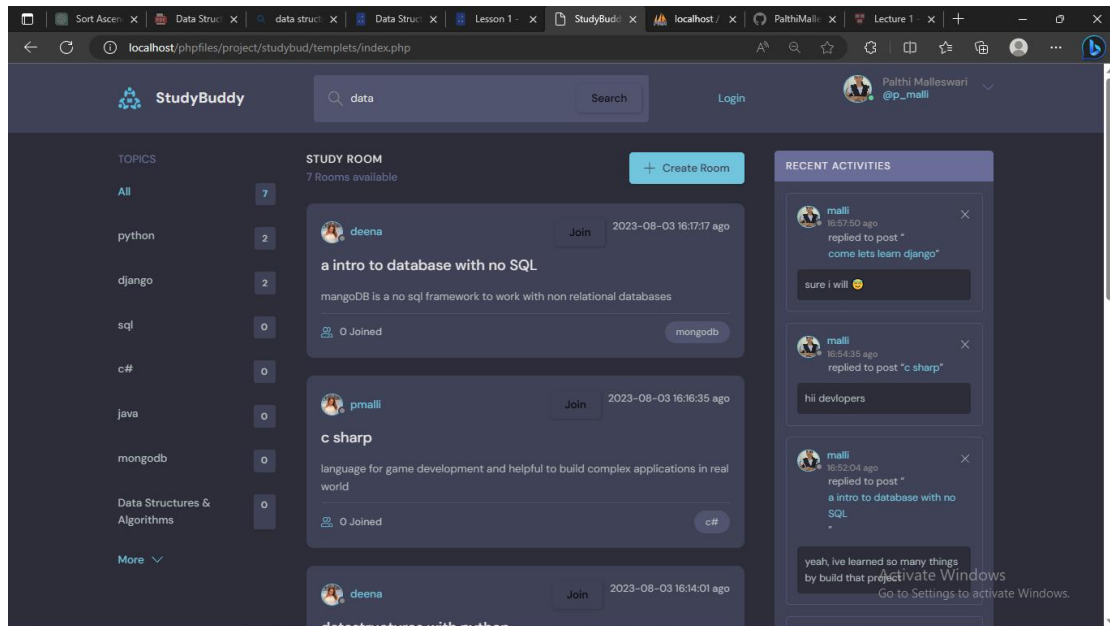 Sort Ascen
Data Struct
data struct
Data Struct
Lesson 1 -
StudyBudd
localhost /
PalthiMalle
Lecture 1 -
localhost/phpfiles/project/studybud/templets/index.php
StudyBuddy
data
Search
Login
Palthi Malleswari
@p_malli
TOPICS
All
7
python
2
django
2
sql
0
c#
0
java
0
mongodb
0
Data Structures &
Algorithms
0
More
STUDY ROOM
7 Rooms available
+ Create Room
deena
Join
2023-08-03 16:17:17 ago
a intro to database with no SQL
mangoDB is a no sql framework to work with non relational databases
0 Joined
mongodb
pmalli
Join
2023-08-03 16:16:35 ago
c sharp
language for game development and helpful to build complex applications in real
world
0 Joined
c#
deena
Join
2023-08-03 16:14:01 ago
datastructures with python
RECENT ACTIVITIES
malli
16:57:50 ago
replied to post "
come lets learn django"
sure i will 😅
malli
16:54:35 ago
replied to post "c sharp"
hii devlopers
malli
16:52:04 ago
replied to post "
a intro to database with no
SQL
"
yeah, ive learned so many things
by build that project
Activate Windows
Go to Settings to activate Windows.